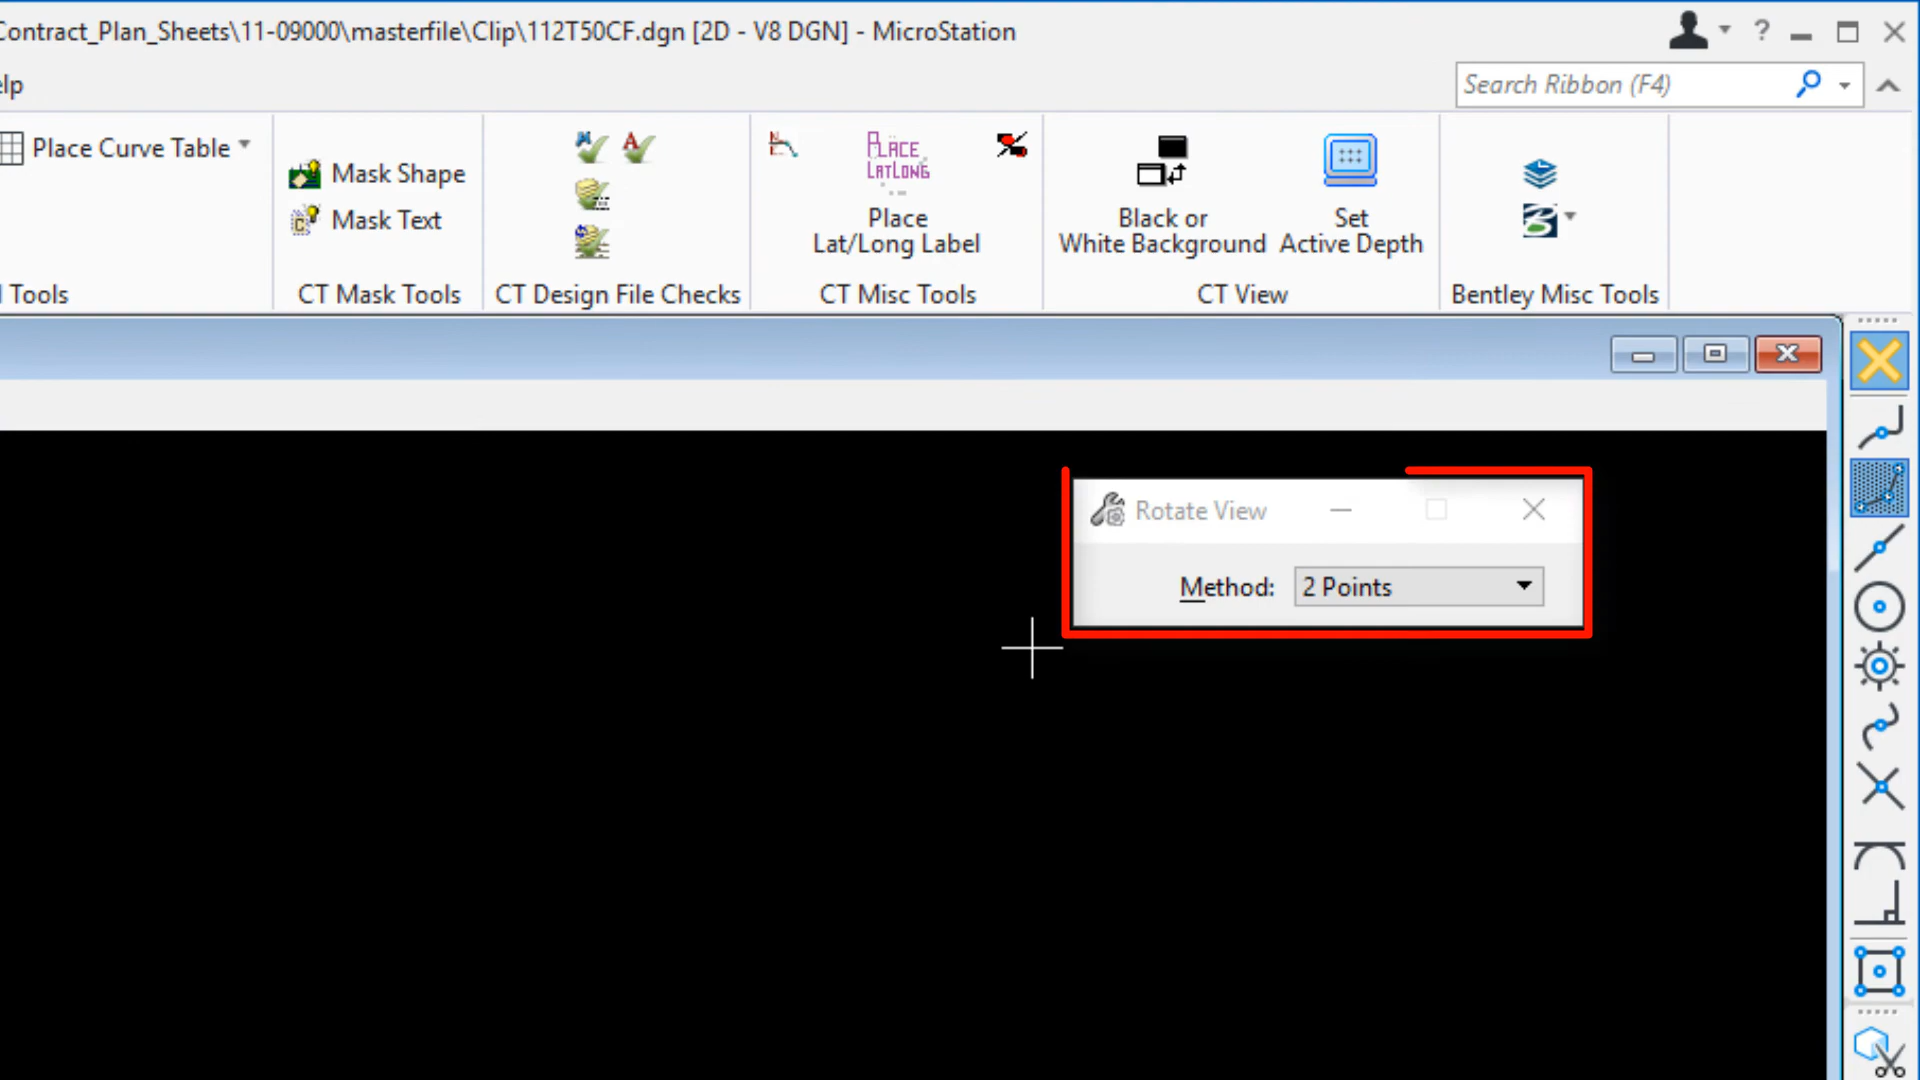 Contract_Plan_Sheets\11-09000\masterfile\Clip\112T50CF.dgn [2D - V8 DGN] - MicroStation
elp
Search Ribbon (F4)
Place Curve Table
Mask Shape
Mask Text
PLACE
LATLONG
Place
Lat/Long Label
Black or
White Background
Set
Active Depth
l Tools
CT Mask Tools
CT Design File Checks
CT Misc Tools
CT View
Bentley Misc Tools
Rotate View
Method: 2 Points